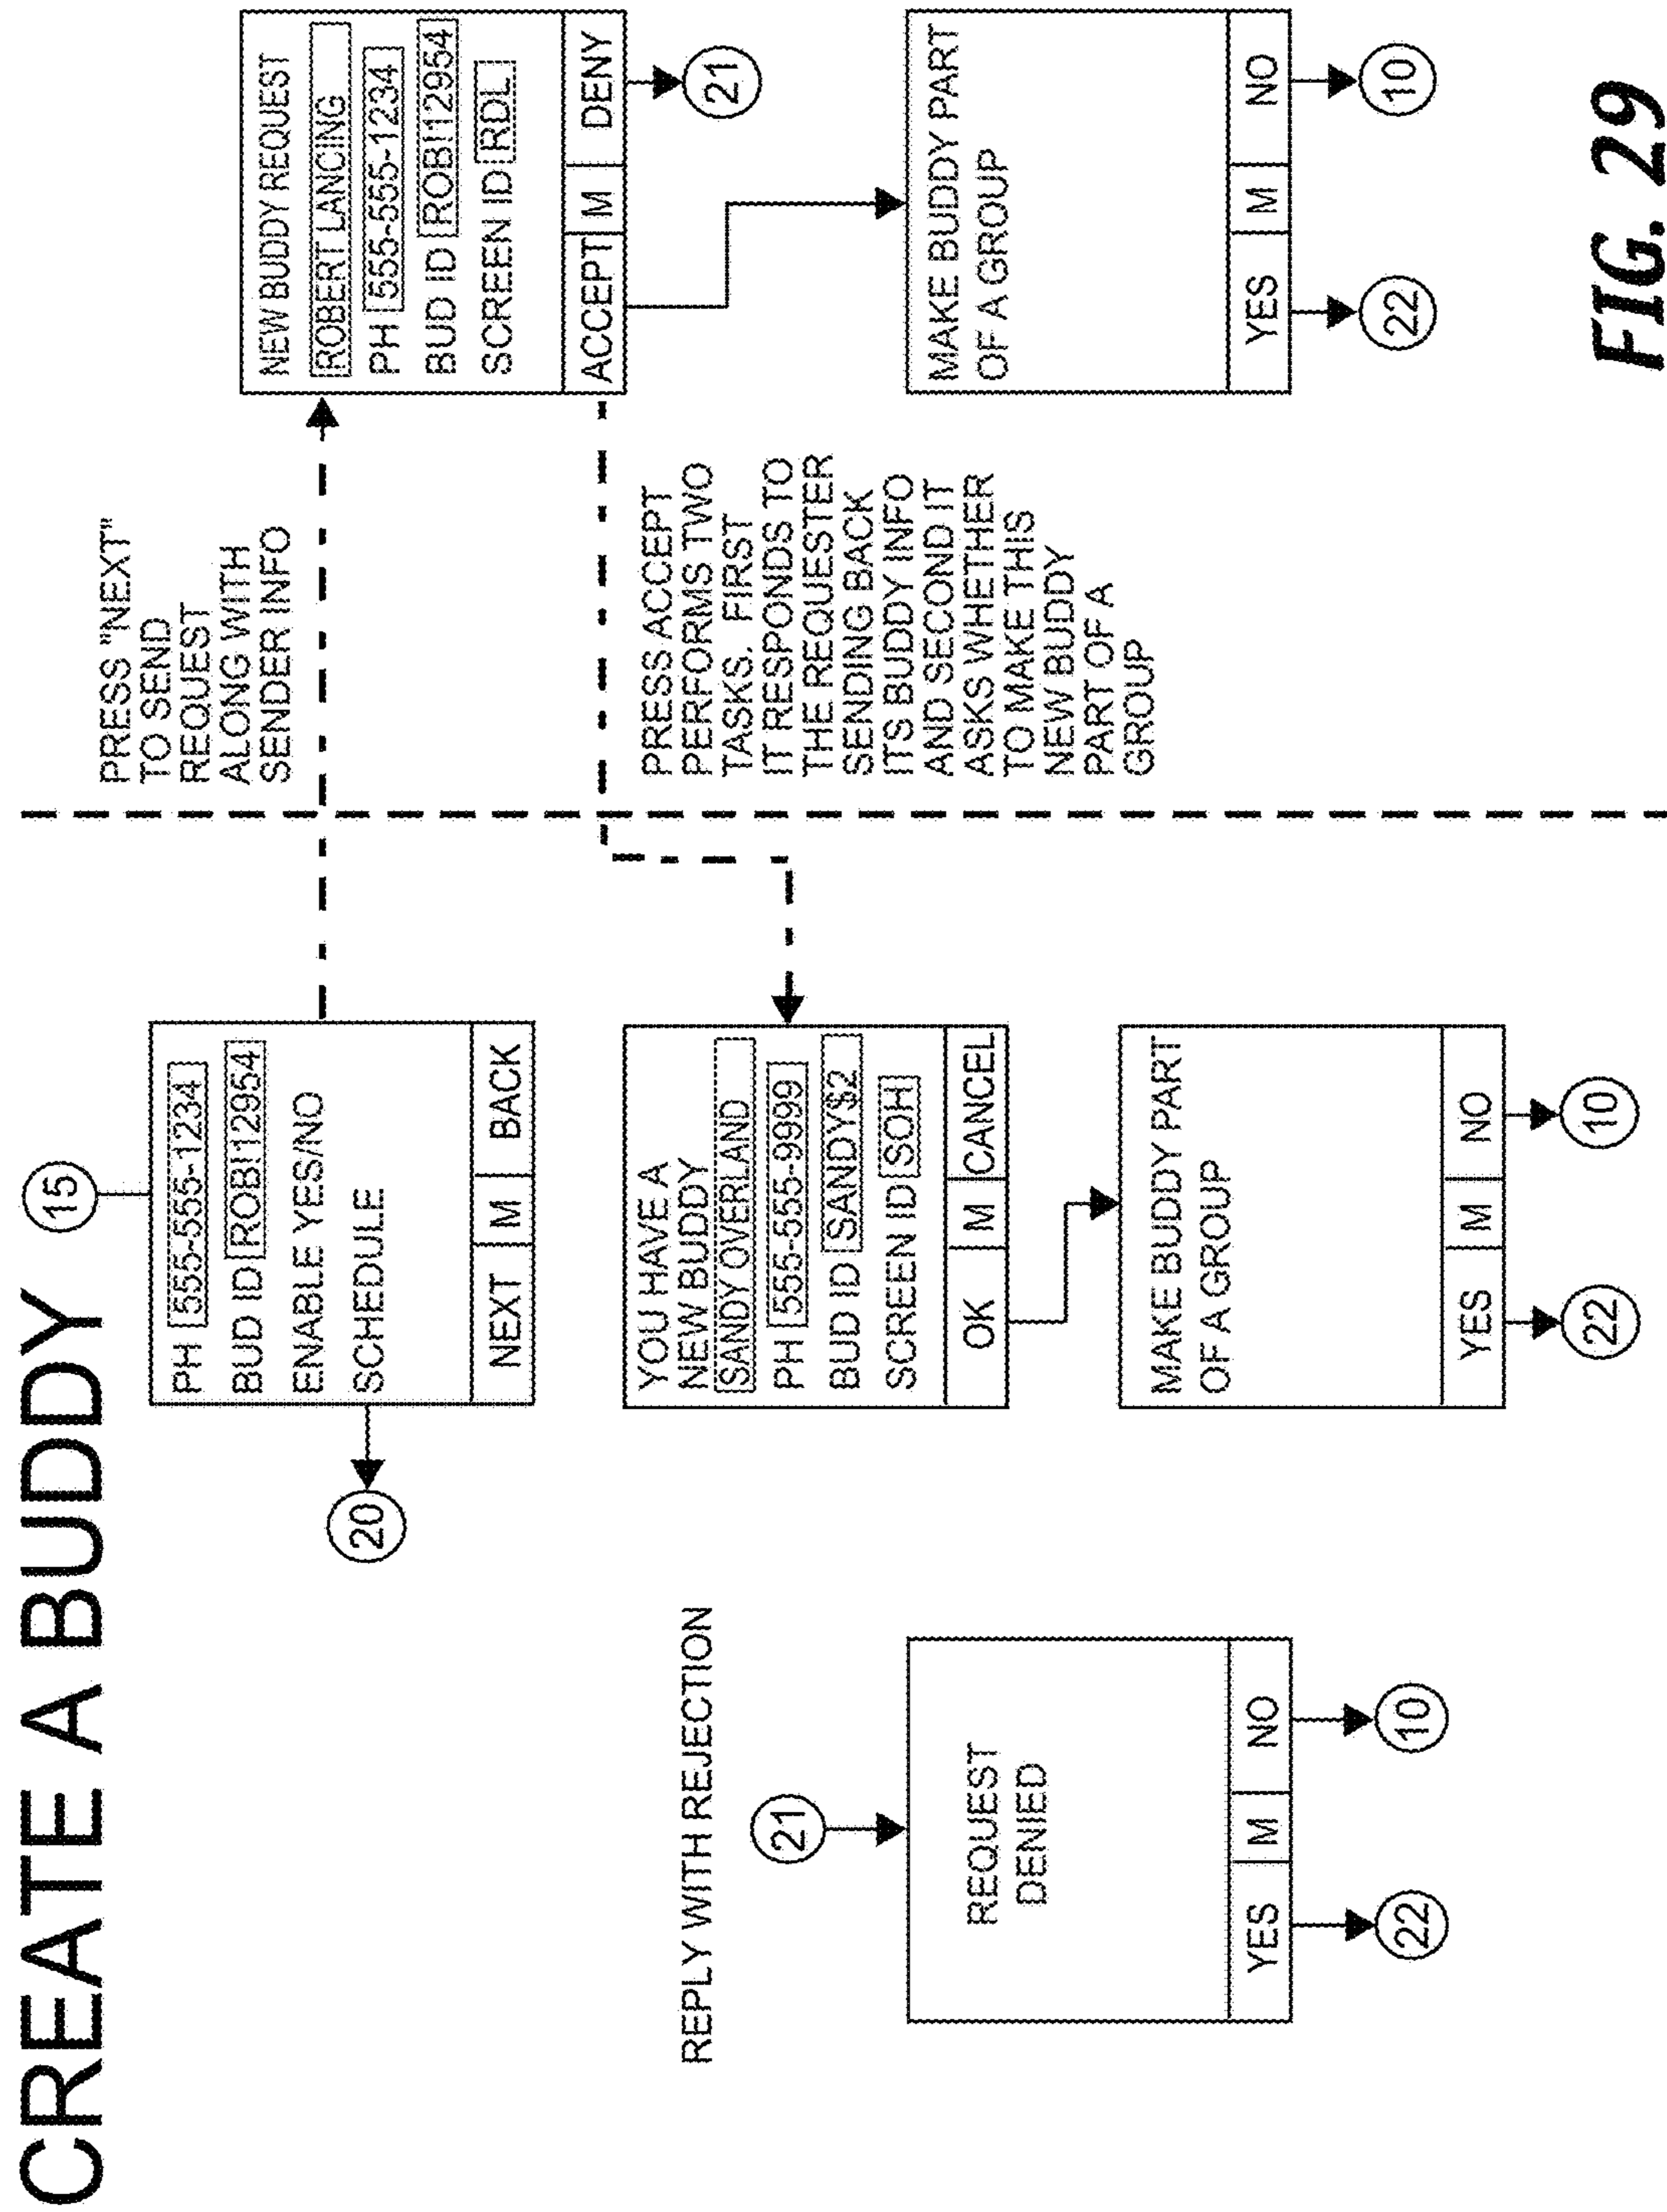 CREATE A BUDDY
15
PH 555-555-1234
BUD ID ROB!12954
ENABLE YES/NO
SCHEDULE
NEXT M BACK
20
PRESS "NEXT"
TO SEND
REQUEST
ALONG WITH
SENDER INFO
NEW BUDDY REQUEST
ROBERT LANCING
PH 555-555-1234
BUD ID ROB!12954
SCREEN ID RDL
ACCEPT M DENY
21
PRESS ACCEPT
PERFORMS TWO
TASKS. FIRST
IT RESPONDS TO
THE REQUESTER
SENDING BACK
ITS BUDDY INFO
AND SECOND IT
ASKS WHETHER
TO MAKE THIS
NEW BUDDY
PART OF A
GROUP
YOU HAVE A
NEW BUDDY
SANDY OVERLAND
PH 555-555-9999
BUD ID SANDY$2
SCREEN ID SOH
OK M CANCEL
MAKE BUDDY PART
OF A GROUP
YES M NO
22 10
MAKE BUDDY PART
OF A GROUP
YES M NO
22 10
REPLY WITH REJECTION
21
REQUEST
DENIED
YES M NO
22 10
FIG. 29